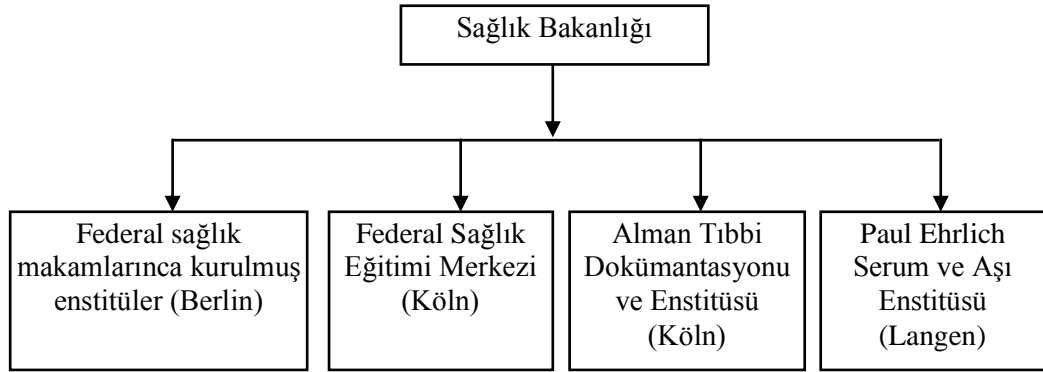 Sağlık Bakanlığı
Federal sağlık
makamlarınca kurulmuş
enstitüler (Berlin)
Federal Sağlık
Eğitimi Merkezi
(Köln)
Alman Tıbbi
Dokümantasyonu
ve Enstitüsü
(Köln)
Paul Ehrlich
Serum ve Aşı
Enstitüsü
(Langen)